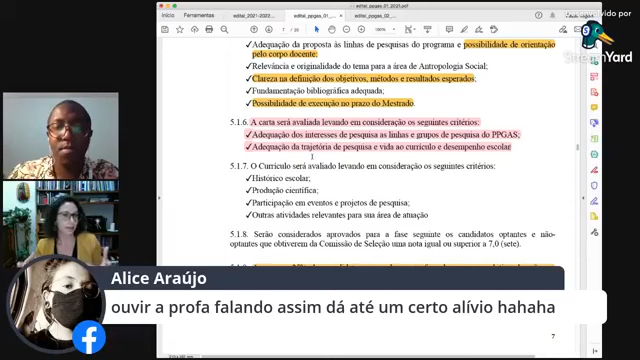 edital_ppgas_01_2021.pdf
Início Ferramentas edital_2021-2022... edital_ppgas_01_... × edital_ppgas_02_...
StreamYard
✓Adequação da proposta às linhas de pesquisas do programa e possibilidade de orientação
pelo corpo docente;
✓Relevância e originalidade do tema para a área de Antropologia Social;
✓Clareza na definição dos objetivos, métodos e resultados esperados;
✓Fundamentação bibliográfica adequada;
✓Possibilidade de execução no prazo do Mestrado.
5.1.6. A carta será avaliada levando em consideração os seguintes critérios:
✓Adequação dos interesses de pesquisa as linhas e grupos de pesquisa do PPGAS;
✓Adequação da trajetória de pesquisa e vida ao currículo e desempenho escolar
5.1.7. O Currículo será avaliado levando em consideração os seguintes critérios:
✓Histórico escolar;
✓Produção científica;
✓Participação em eventos e projetos de pesquisa;
✓Outras atividades relevantes para sua área de atuação
5.1.8. Serão considerados aprovados para a fase seguinte os candidatos optantes e não-
optantes que obtiverem da Comissão de Seleção uma nota igual ou superior a 7,0 (sete).
Alice Araújo
ouvir a profa falando assim dá até um certo alívio hahaha
7